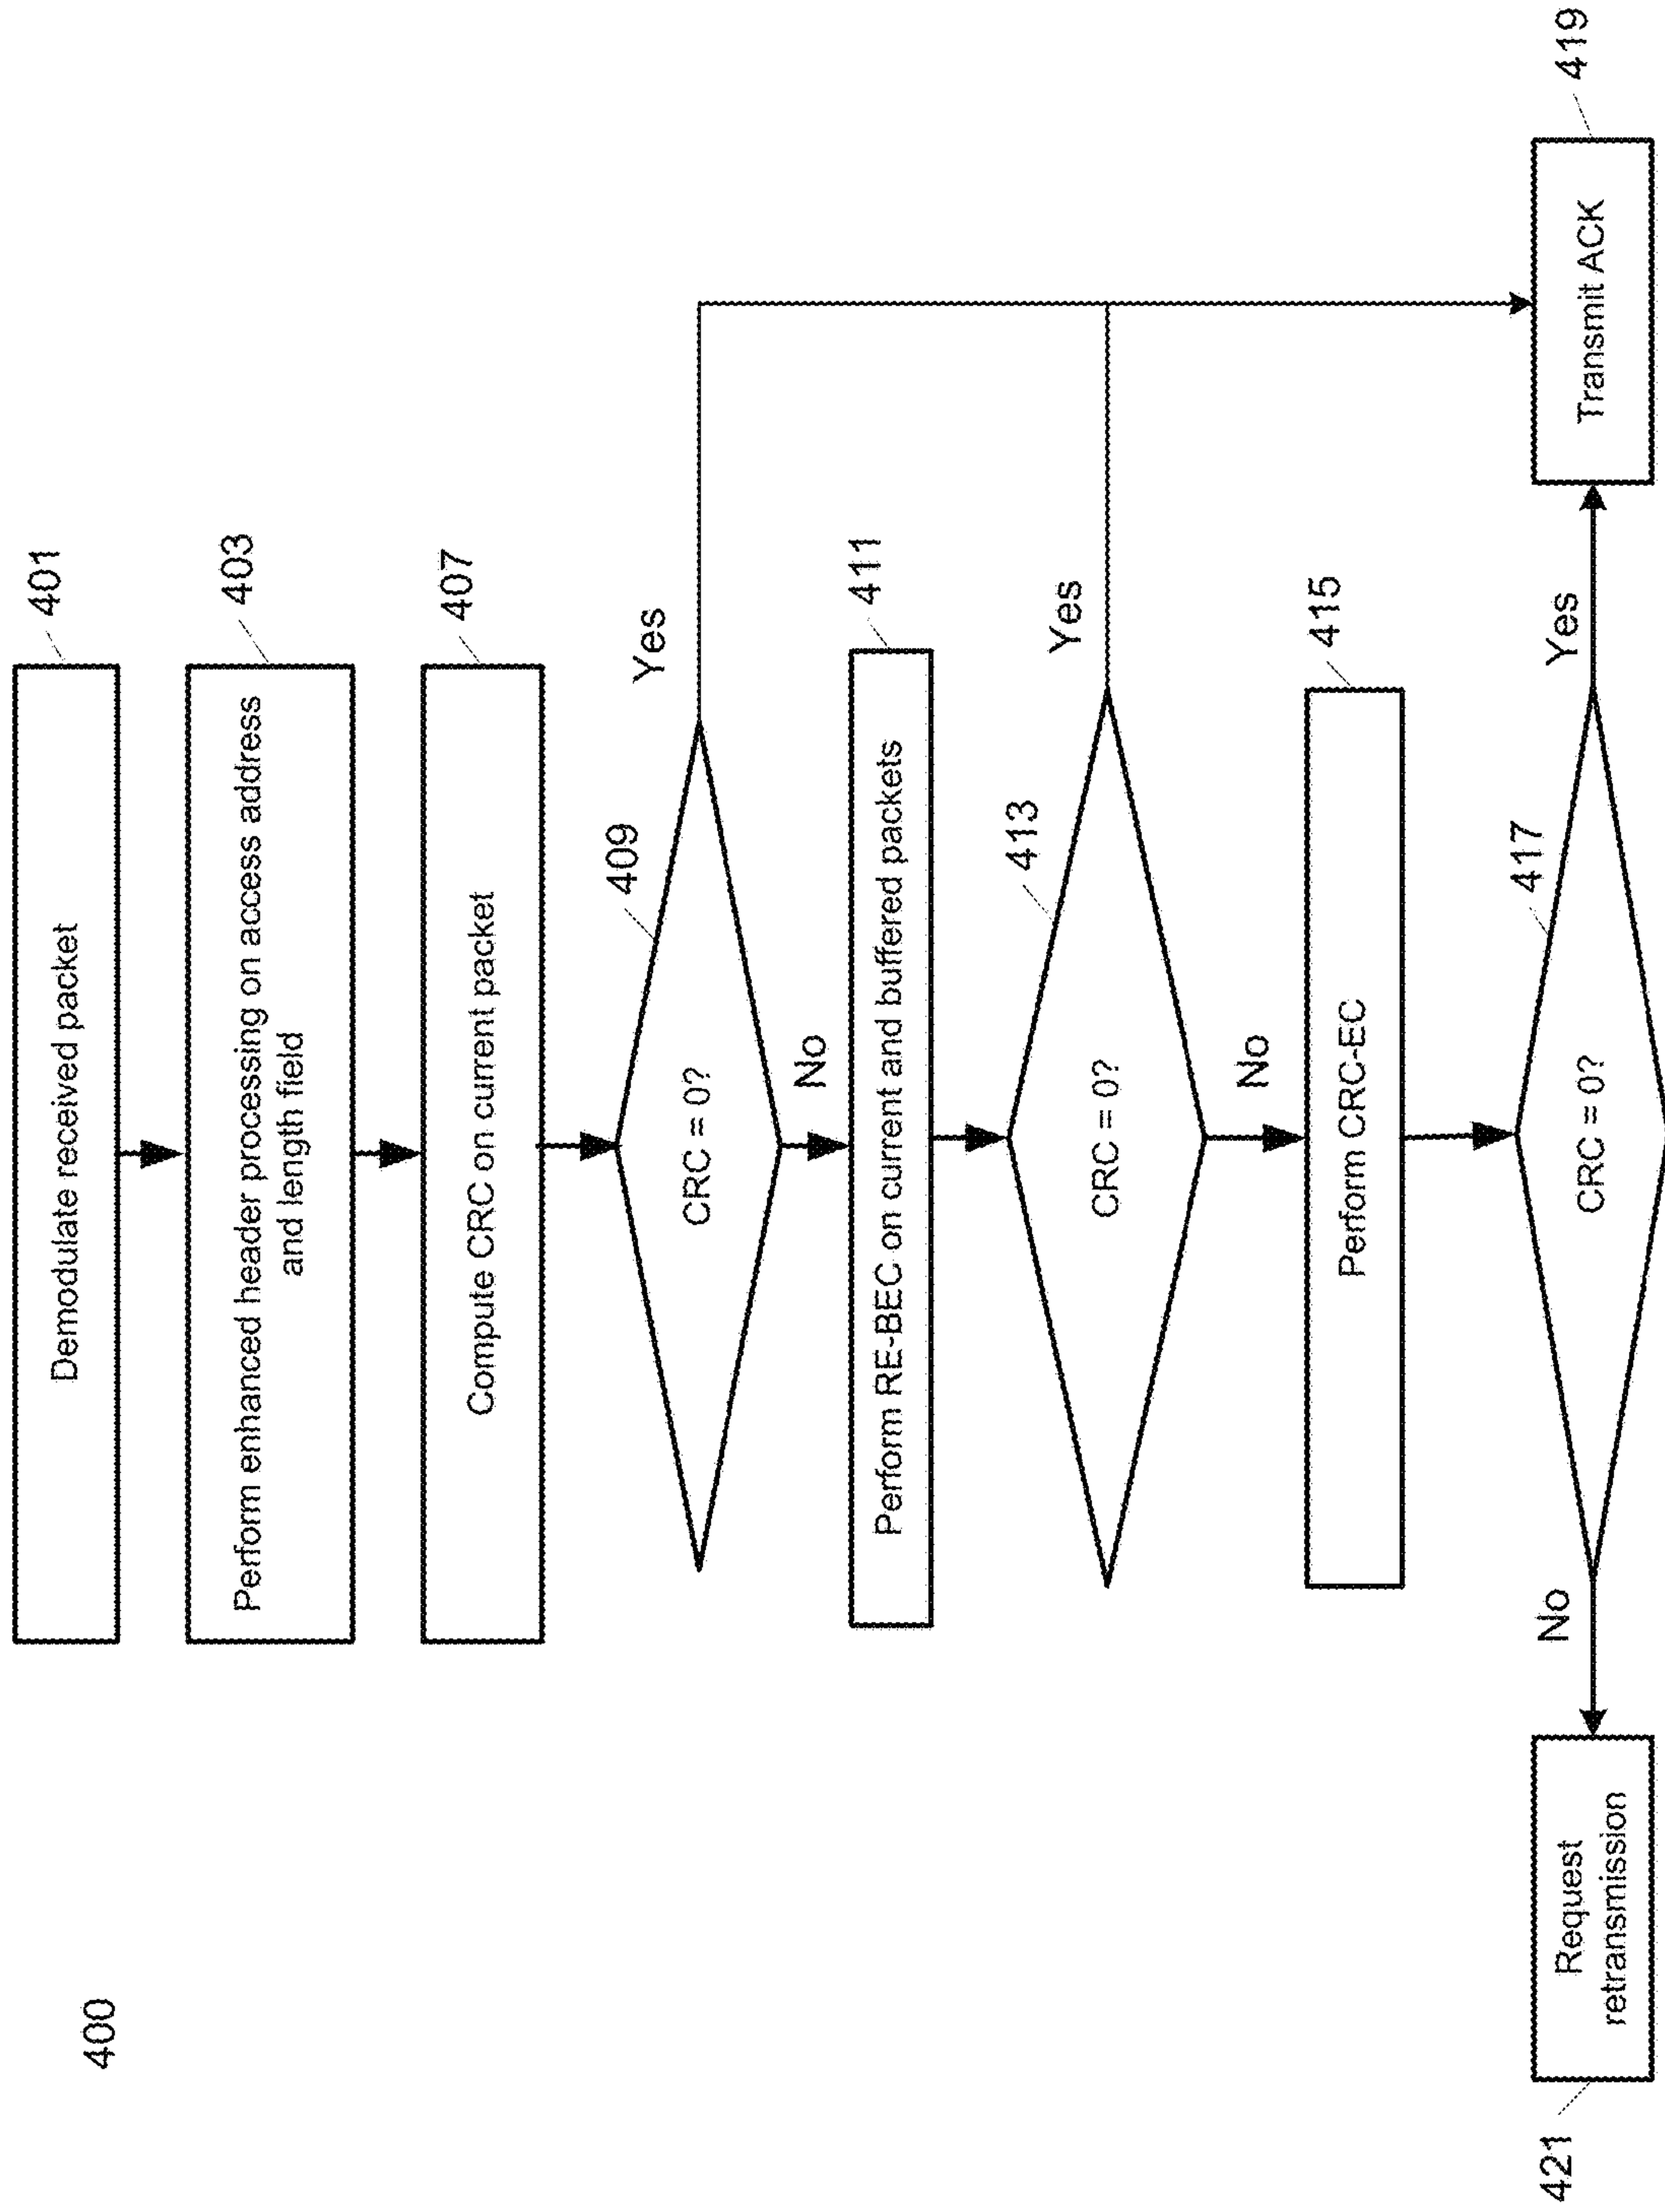 400
Demodulate received packet
401
Perform enhanced header processing on access address
and length field
403
Compute CRC on current packet
407
CRC = 0?
409
Yes
No
Perform RE-BEC on current and buffered packets
411
CRC = 0?
413
Yes
No
Perform CRC-EC
415
CRC = 0?
417
No
Yes
Request
retransmission
421
Transmit ACK
419